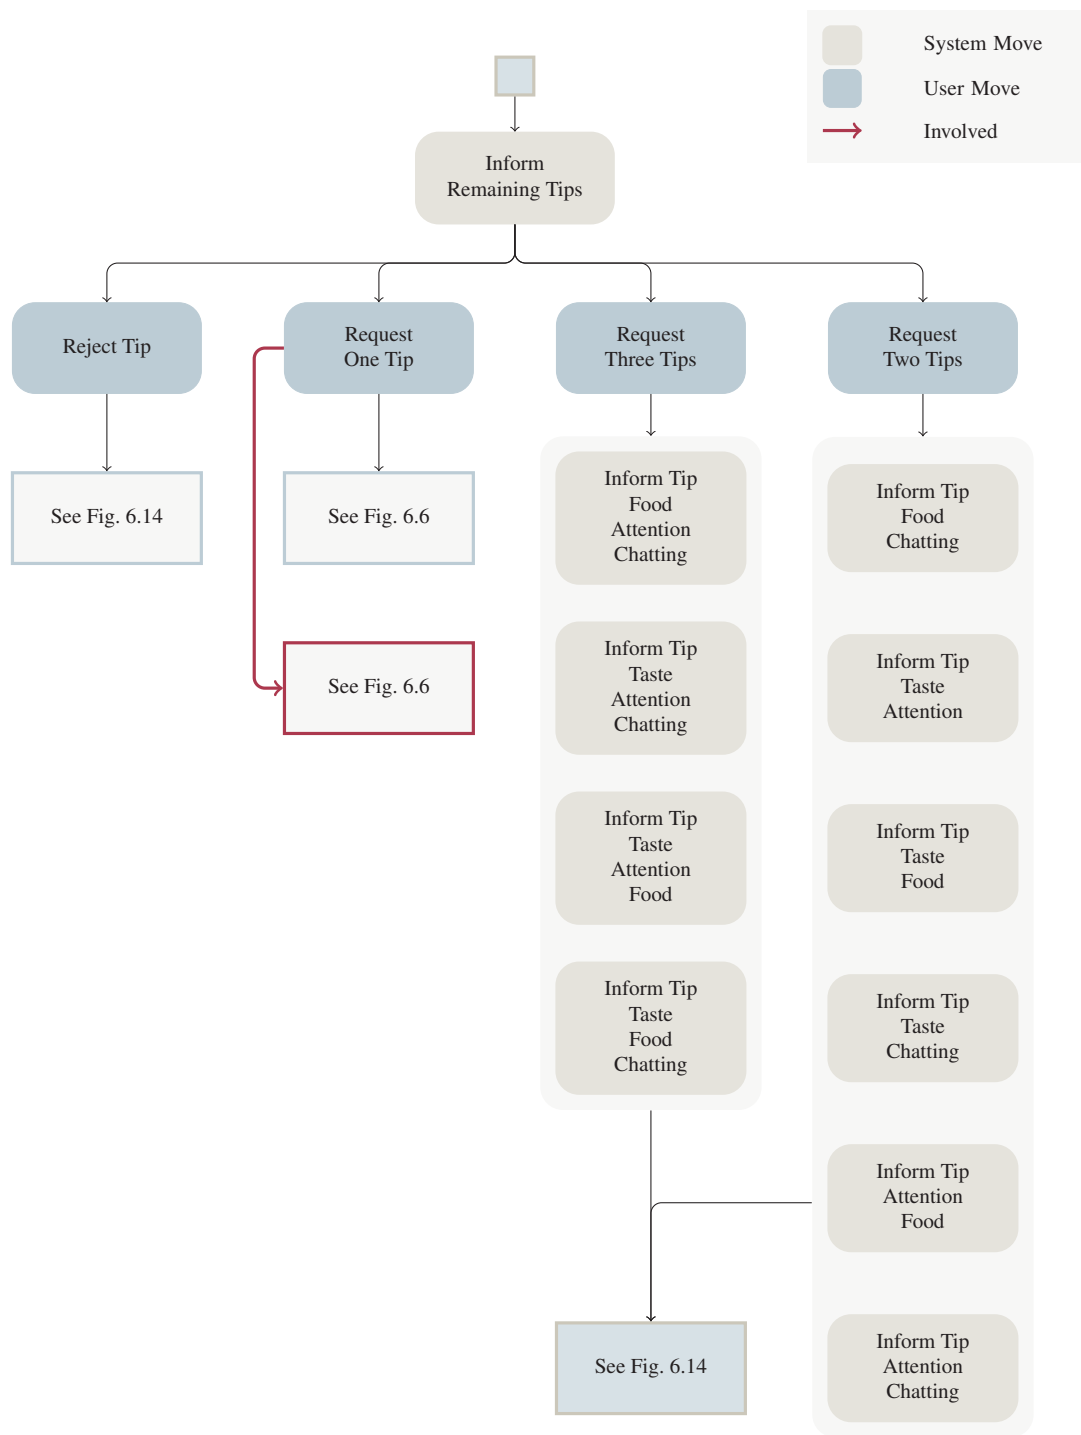 System Move
User Move
Involved
Inform
Remaining Tips
Reject Tip
Request
One Tip
Request
Three Tips
Request
Two Tips
See Fig. 6.14
See Fig. 6.6
See Fig. 6.6
Inform Tip
Food
Attention
Chatting
Inform Tip
Taste
Attention
Chatting
Inform Tip
Taste
Attention
Food
Inform Tip
Taste
Food
Chatting
Inform Tip
Food
Chatting
Inform Tip
Taste
Attention
Inform Tip
Taste
Food
Inform Tip
Taste
Chatting
Inform Tip
Attention
Food
Inform Tip
Attention
Chatting
See Fig. 6.14